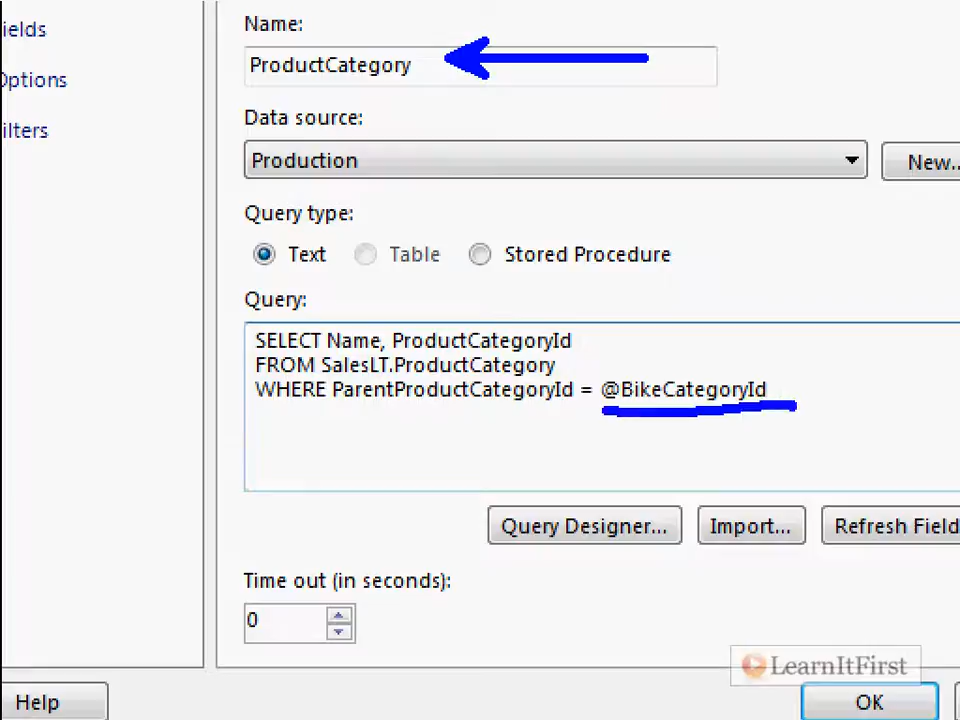 Name:
ields
ProductCategory
Options
Data source:
ilters
Production
New..
Query type:
Text
Table
Stored Procedure
Query:
SELECT Name, ProductCategoryId
FROM SalesLT.ProductCategory
WHERE ParentProductCategoryId = @BikeCategoryId
Query Designer...
Import...
Refresh Field
Time out (in seconds):
0
LearnItFirst
Help
OK